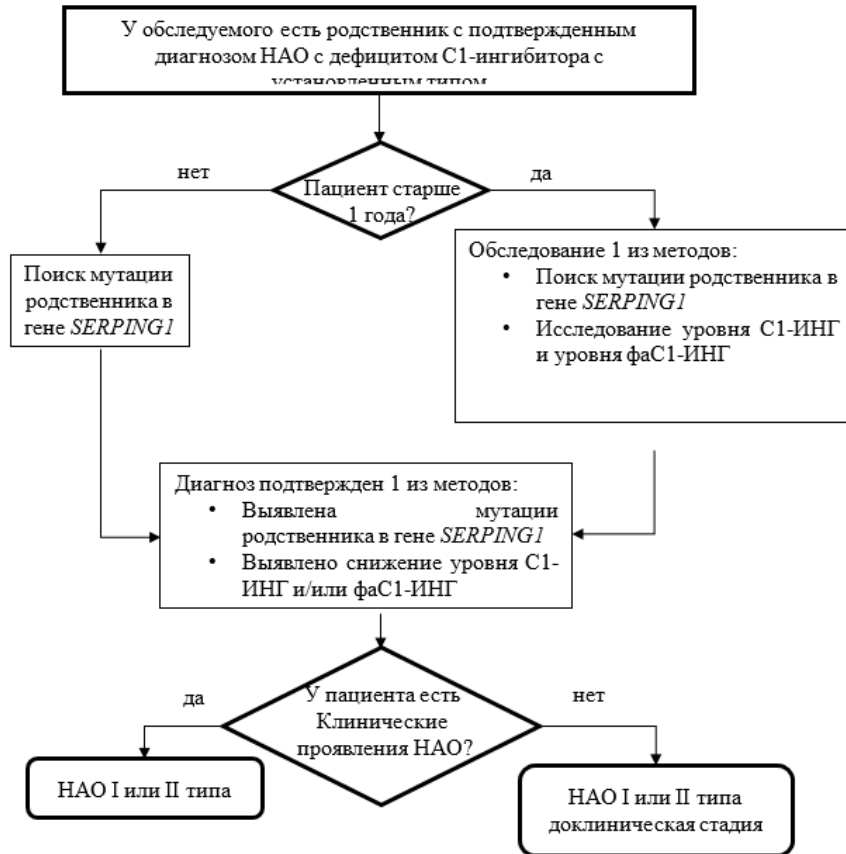 У обследуемого есть родственник с подтвержденным
диагнозом НАО с дефицитом С1-ингибитора с
установленным типом
нет
да
Пациент старше
1 года?
Поиск мутации
родственника в
гене SERPING1
Обследование 1 из методов:
• Поиск мутации родственника в
гене SERPING1
• Исследование уровня С1-ИНГ
и уровня фаС1-ИНГ
Диагноз подтвержден 1 из методов:
• Выявлена мутации
родственника в гене SERPING1
• Выявлено снижение уровня С1-
ИНГ и/или фаС1-ИНГ
да
нет
У пациента есть
Клинические
проявления НАО?
НАО I или II типа
НАО I или II типа
доклиническая стадия